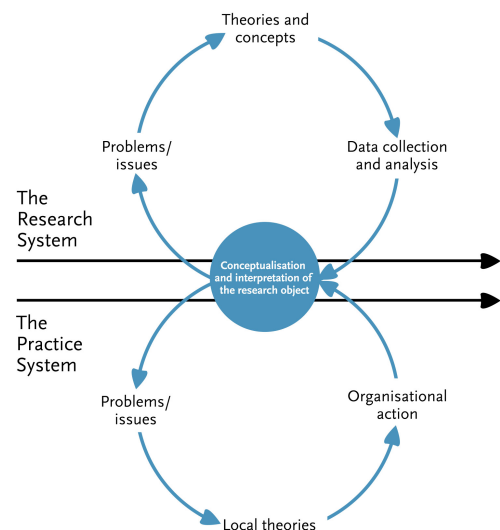 Theories and
concepts
Problems/
issues
Data collection
and analysis
The
Research
System
Conceptualisation
and interpretation of
the research object
The
Practice
System
Problems/
issues
Organisational
action
Local theories